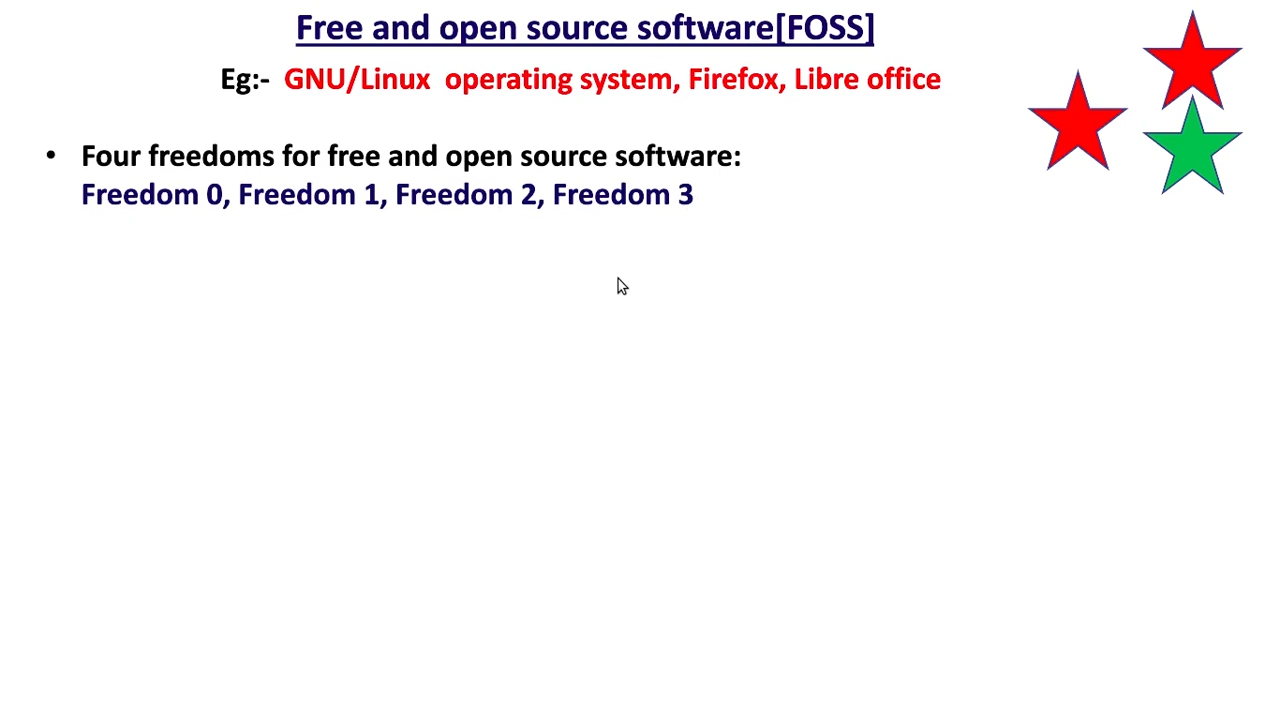 Free and open source software[FOSS]
Eg:- GNU/Linux operating system, Firefox, Libre office
• Four freedoms for free and open source software:
Freedom 0, Freedom 1, Freedom 2, Freedom 3